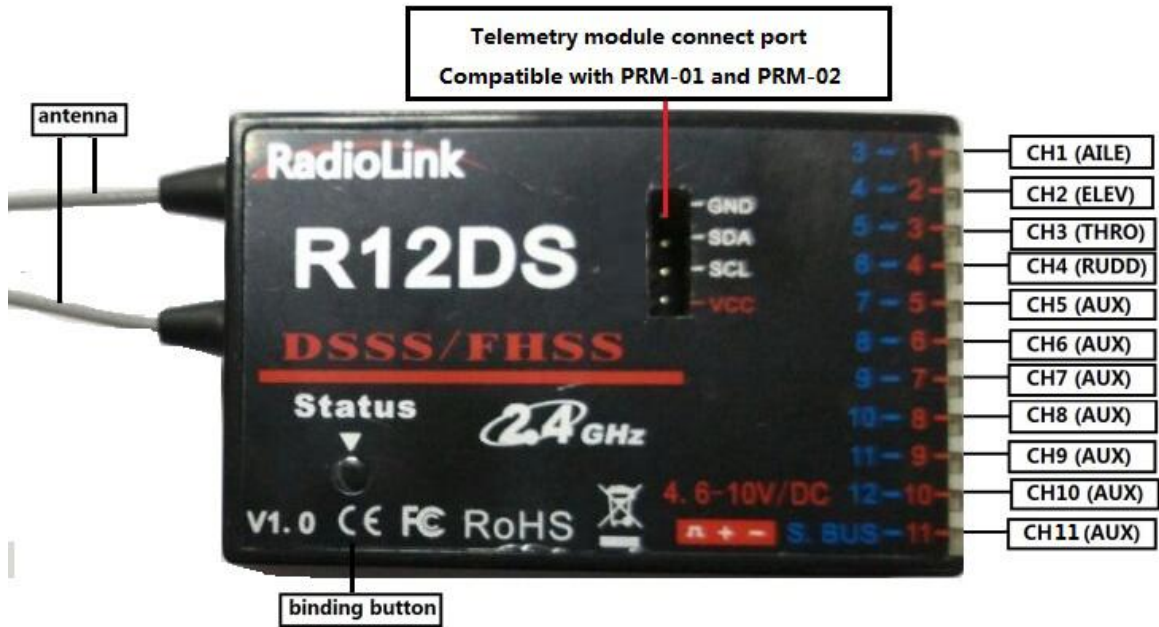 Telemetry module connect port
Compatible with PRM-01 and PRM-02
antenna
RadioLink
R12DS
DSSS/FHSS
Status
2.4GHz
V1.0 CE FC RoHS
binding button
GND
SDA
SCL
VCC
3 - 1 - CH1 (AILE)
4 - 2 - CH2 (ELEV)
5 - 3 - CH3 (THRO)
6 - 4 - CH4 (RUDD)
7 - 5 - CH5 (AUX)
8 - 6 - CH6 (AUX)
9 - 7 - CH7 (AUX)
10 - 8 - CH8 (AUX)
11 - 9 - CH9 (AUX)
4.6-10V/DC 12 - 10 - CH10 (AUX)
+ - S.BUS - 11 - CH11 (AUX)